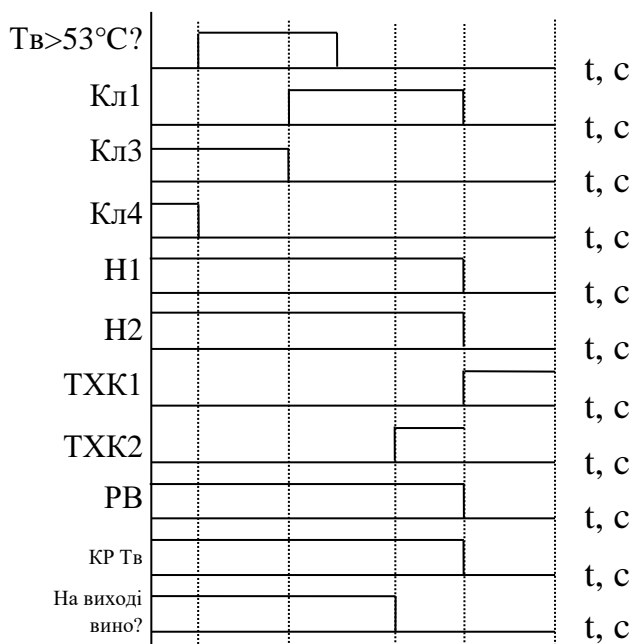 Тв>53°C?
t, с
Кл1
t, с
Кл3
t, с
Кл4
t, с
Н1
t, с
Н2
t, с
ТХК1
t, с
ТХК2
t, с
РВ
t, с
КР Тв
t, с
На виході
вино?
t, с